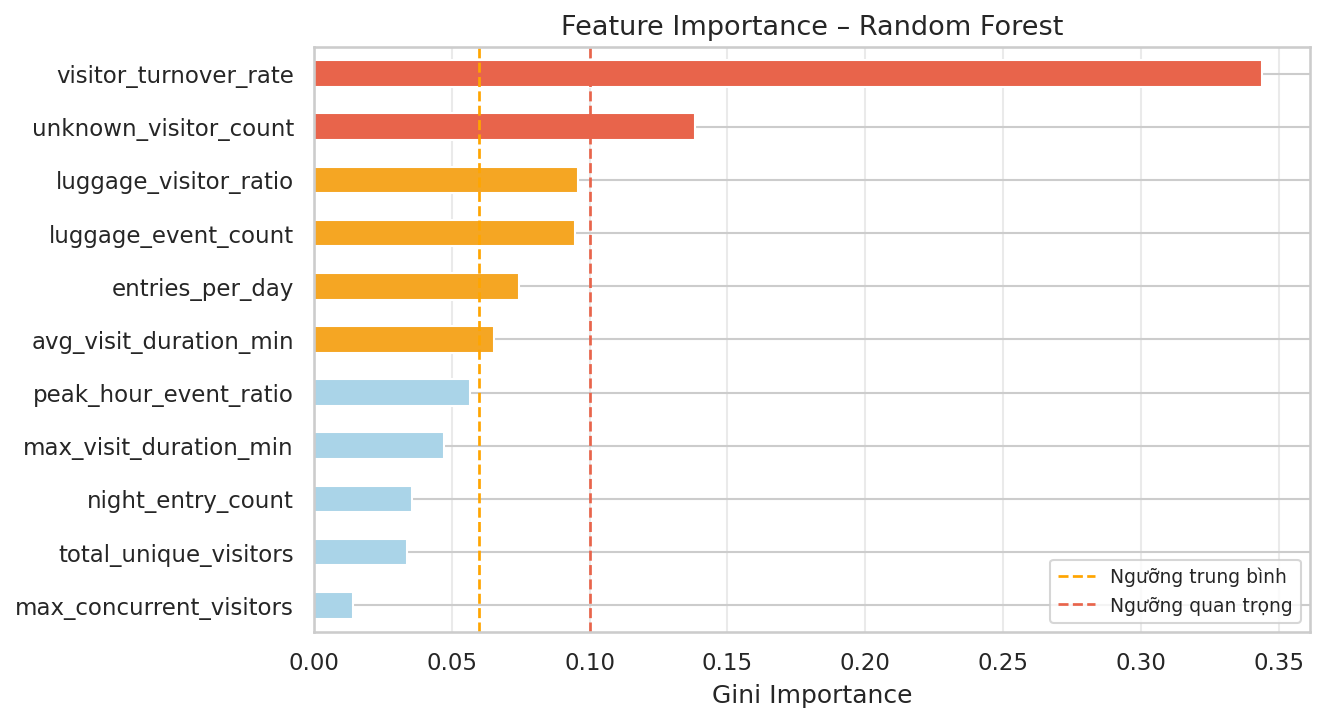 Feature Importance – Random Forest
visitor_turnover_rate
unknown_visitor_count
luggage_visitor_ratio
luggage_event_count
entries_per_day
avg_visit_duration_min
peak_hour_event_ratio
max_visit_duration_min
night_entry_count
total_unique_visitors
max_concurrent_visitors
Ngưỡng trung bình
Ngưỡng quan trọng
0.00 0.05 0.10 0.15 0.20 0.25 0.30 0.35
Gini Importance